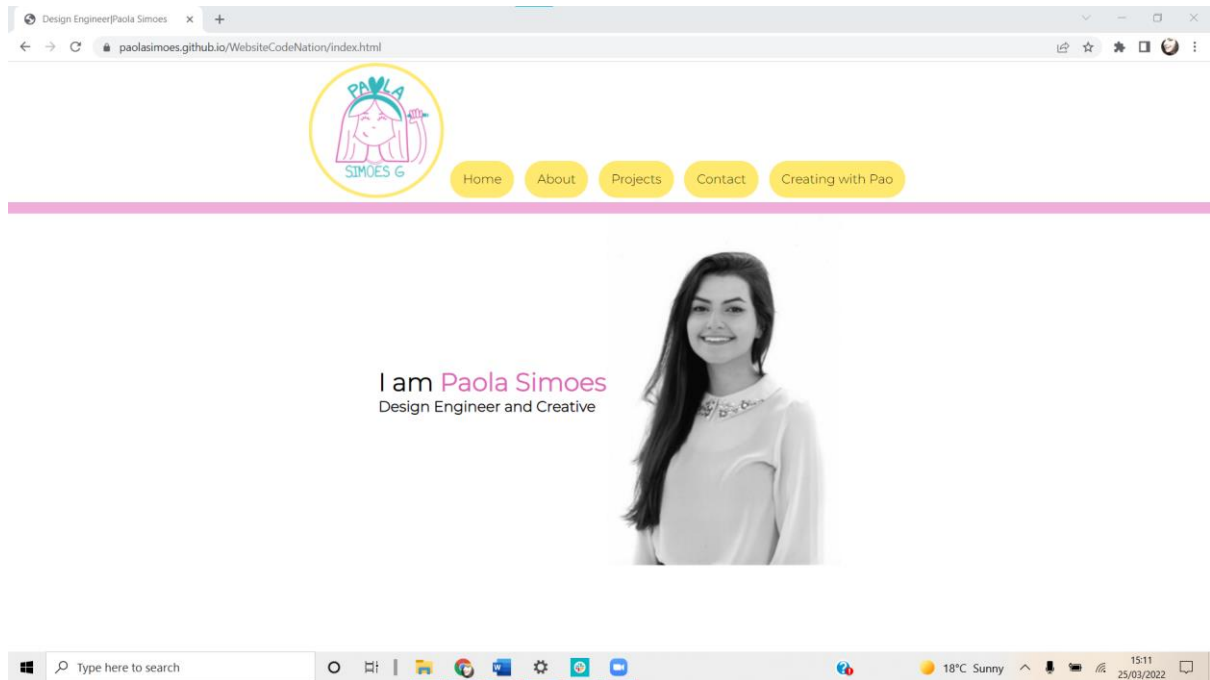 Design Engineer|Paola Simoes
paolasimoes.github.io/WebsiteCodeNation/index.html
PAOLA
SIMOES G
Home About Projects Contact Creating with Pao
I am Paola Simoes
Design Engineer and Creative
Type here to search
18°C Sunny
15:11
25/03/2022